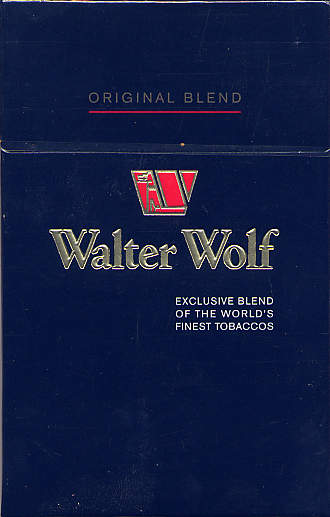 ORIGINAL BLEND
Walter Wolf
EXCLUSIVE BLEND
OF THE WORLD'S
FINEST TOBACCOS